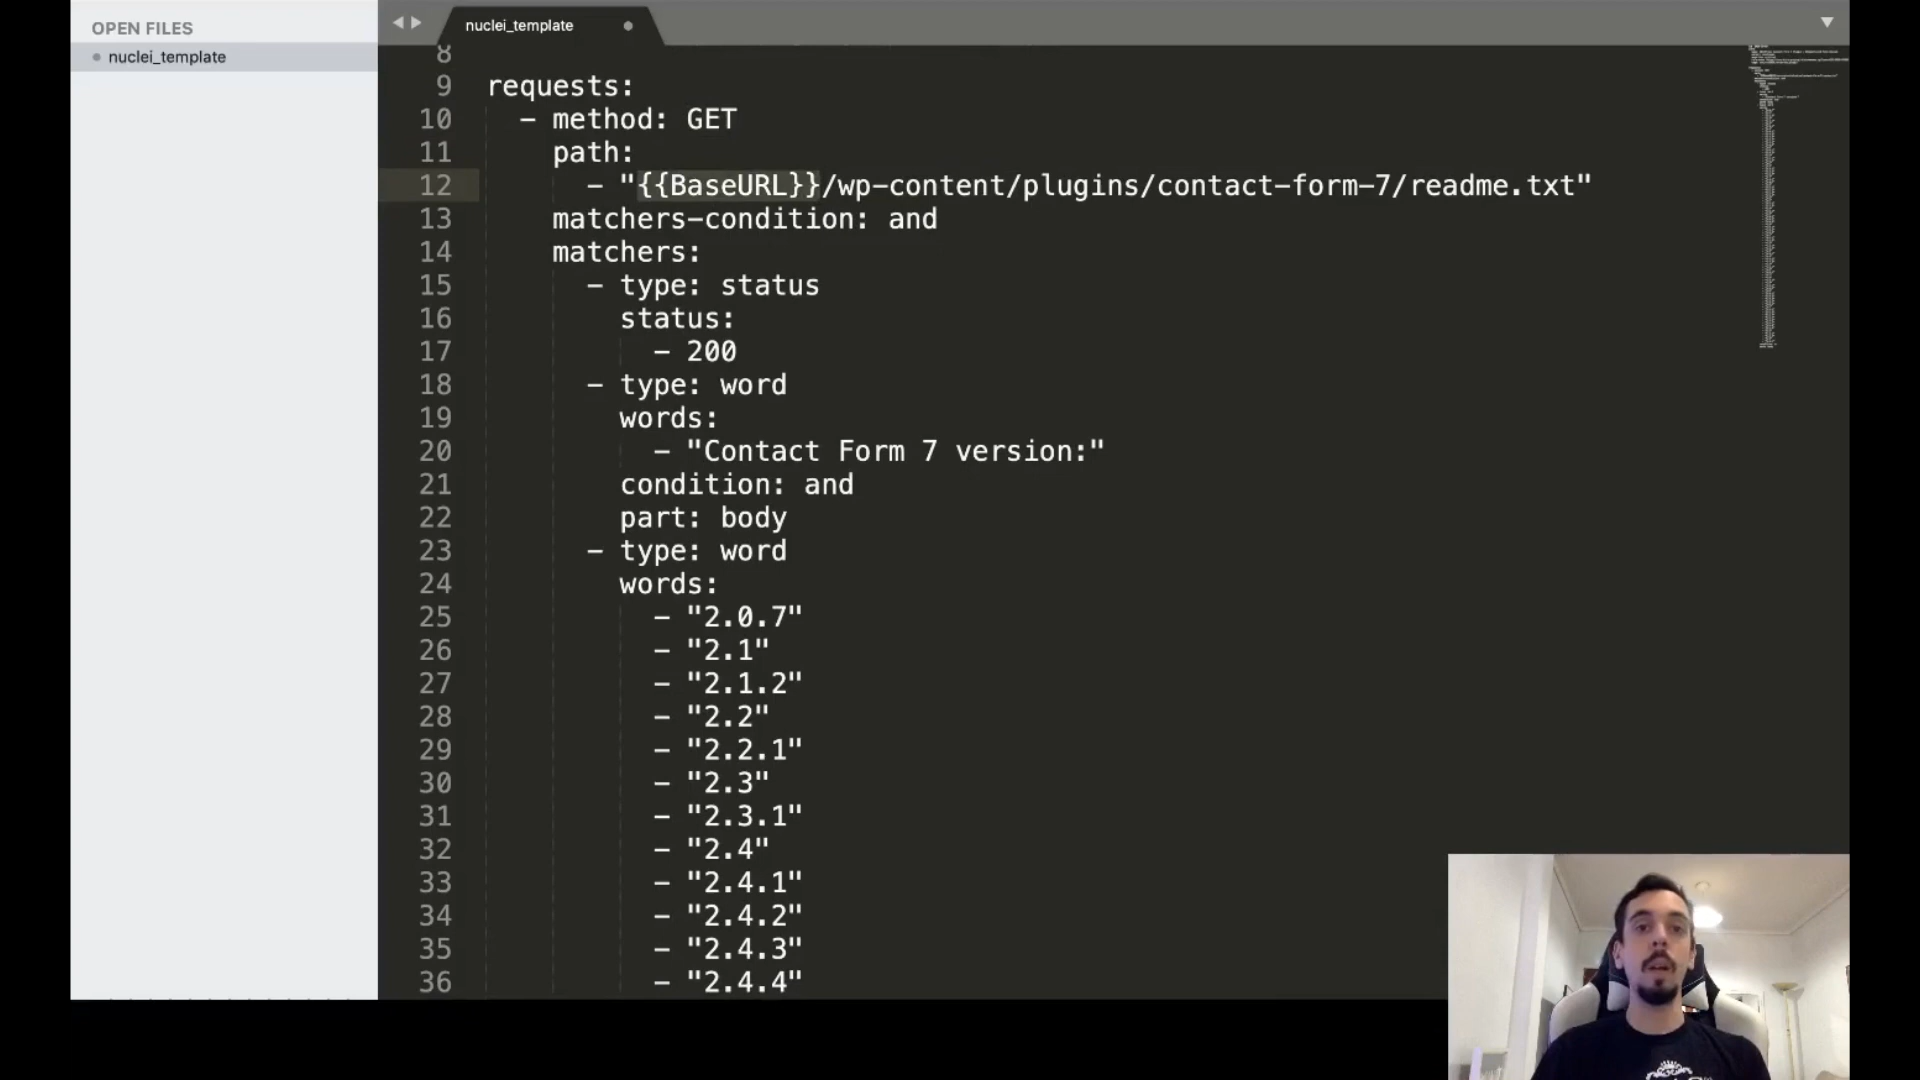 OPEN FILES
nuclei_template
nuclei_template
8
9 requests:
10 - method: GET
11 path:
12 - "{{BaseURL}}/wp-content/plugins/contact-form-7/readme.txt"
13 matchers-condition: and
14 matchers:
15 - type: status
16 status:
17 - 200
18 - type: word
19 words:
20 - "Contact Form 7 version:"
21 condition: and
22 part: body
23 - type: word
24 words:
25 - "2.0.7"
26 - "2.1"
27 - "2.1.2"
28 - "2.2"
29 - "2.2.1"
30 - "2.3"
31 - "2.3.1"
32 - "2.4"
33 - "2.4.1"
34 - "2.4.2"
35 - "2.4.3"
36 - "2.4.4"